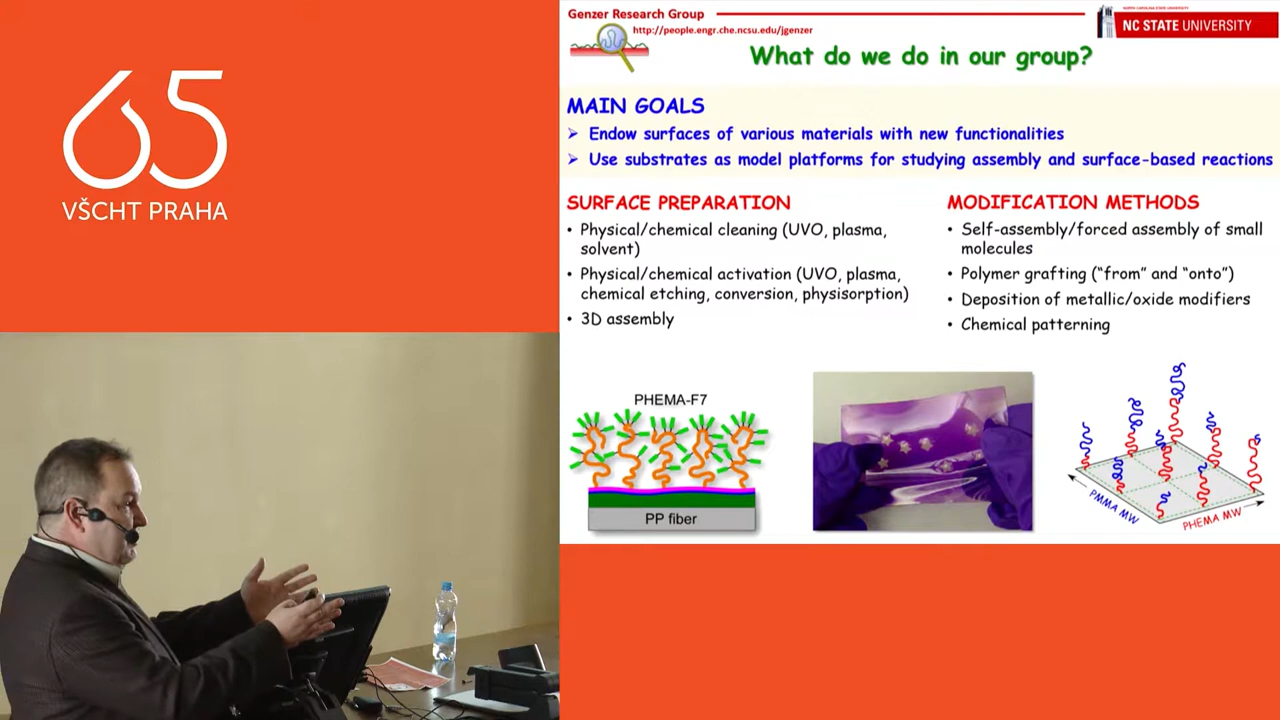 65
VŠCHT PRAHA
Genzer Research Group
http://people.engr.che.ncsu.edu/jgenzer
NORTH CAROLINA STATE UNIVERSITY
NC STATE UNIVERSITY
What do we do in our group?
MAIN GOALS
➢ Endow surfaces of various materials with new functionalities
➢ Use substrates as model platforms for studying assembly and surface-based reactions
SURFACE PREPARATION
• Physical/chemical cleaning (UVO, plasma,
solvent)
• Physical/chemical activation (UVO, plasma,
chemical etching, conversion, physisorption)
• 3D assembly
MODIFICATION METHODS
• Self-assembly/forced assembly of small
molecules
• Polymer grafting (“from” and “onto”)
• Deposition of metallic/oxide modifiers
• Chemical patterning
PHEMA-F7
PP fiber
PMMA MW
PHEMA MW